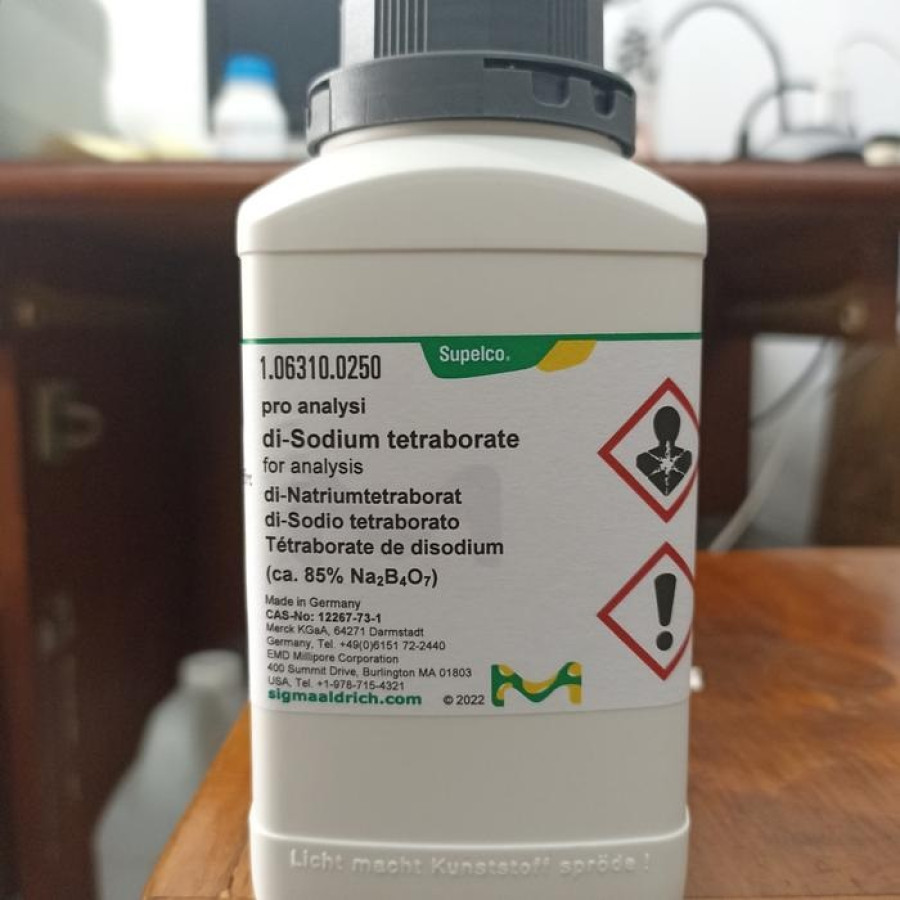 Supelco®
1.06310.0250
pro analysi
di-Sodium tetraborate
for analysis
di-Natriumtetraborat
di-Sodio tetraborato
Tétraborate de disodium
(ca. 85% Na₂B₄O₇)
Made in Germany
CAS-No: 12267-73-1
Merck KGaA, 64271 Darmstadt
Germany, Tel. +49(0)6151 72-2440
EMD Millipore Corporation
400 Summit Drive, Burlington MA 01803
USA, Tel. +1-978-715-4321
sigmaaldrich.com © 2022
Licht macht Kunststoff spröde !